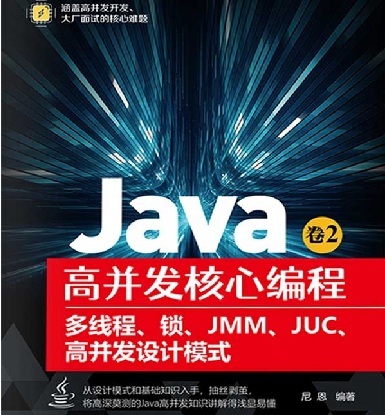 涵盖高并发开发、
大厂面试的核心难题
Java 卷2
高并发核心编程
多线程、锁、JMM、JUC、
高并发设计模式
从设计模式和基础知识入手，抽丝剥茧，
将高深莫测的Java高并发知识讲解得浅显易懂
尼恩 编著